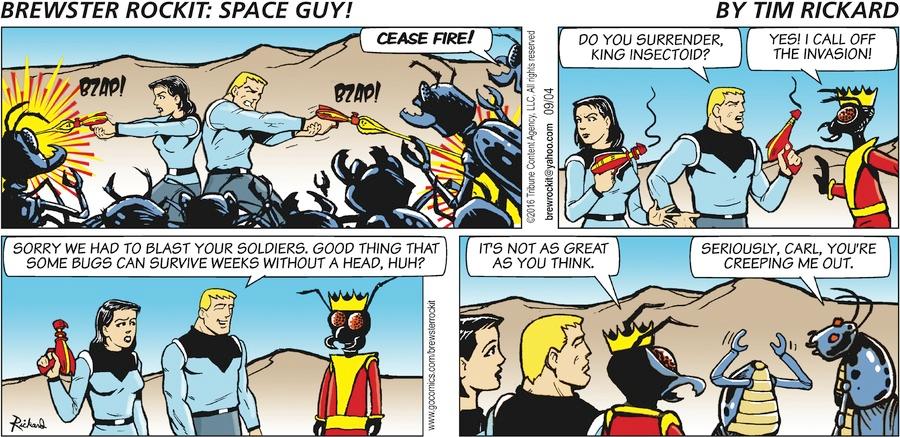 BREWSTER ROCKIT: SPACE GUY!
BY TIM RICKARD
BZAP!
BZAP!
CEASE FIRE!
©2016 Tribune Content Agency, LLC. All rights reserved
brewrockit@yahoo.com 09/04
DO YOU SURRENDER,
KING INSECTOID?
YES! I CALL OFF
THE INVASION!
SORRY WE HAD TO BLAST YOUR SOLDIERS. GOOD THING THAT
SOME BUGS CAN SURVIVE WEEKS WITHOUT A HEAD, HUH?
Rickard
www.gocomics.com/brewsterrockit
IT'S NOT AS GREAT
AS YOU THINK.
SERIOUSLY, CARL, YOU'RE
CREEPING ME OUT.